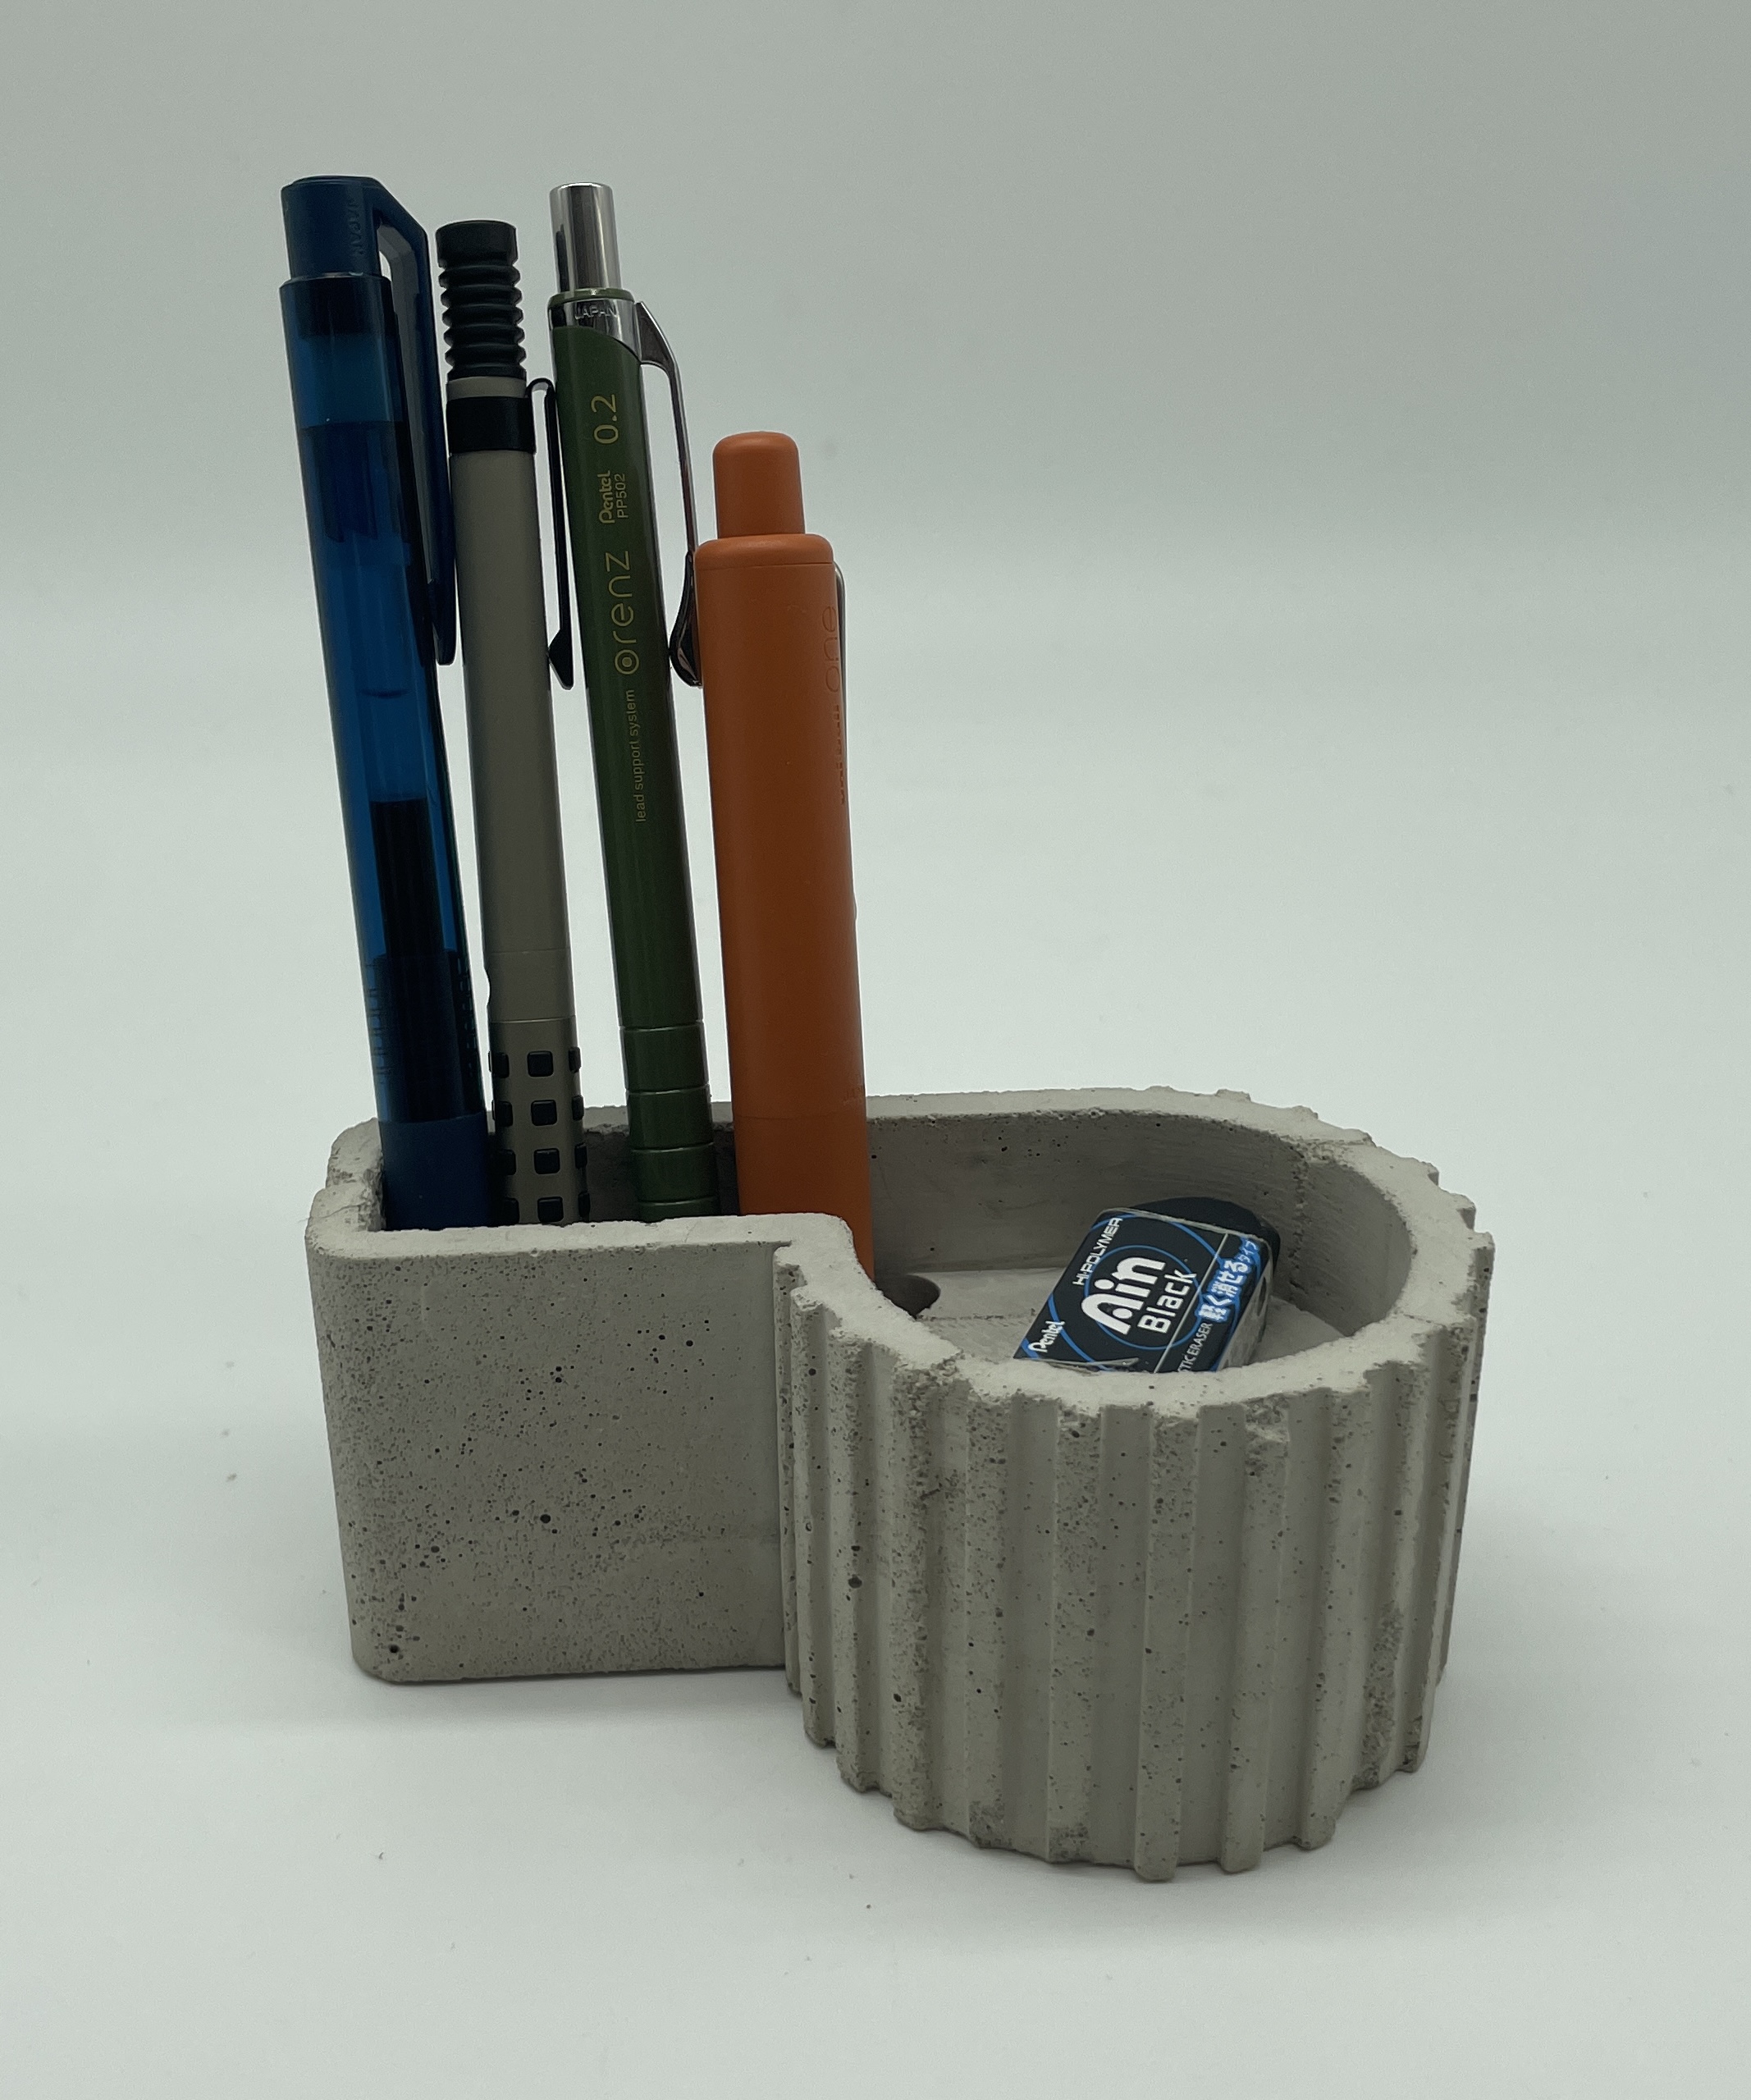 JAPAN
JAPAN
0.2
Pentel
PP502
orenz
lead support system
one
Pentel
HI-POLYMER
Ain
Black
軽く消せるタイプ
TIC ERASER